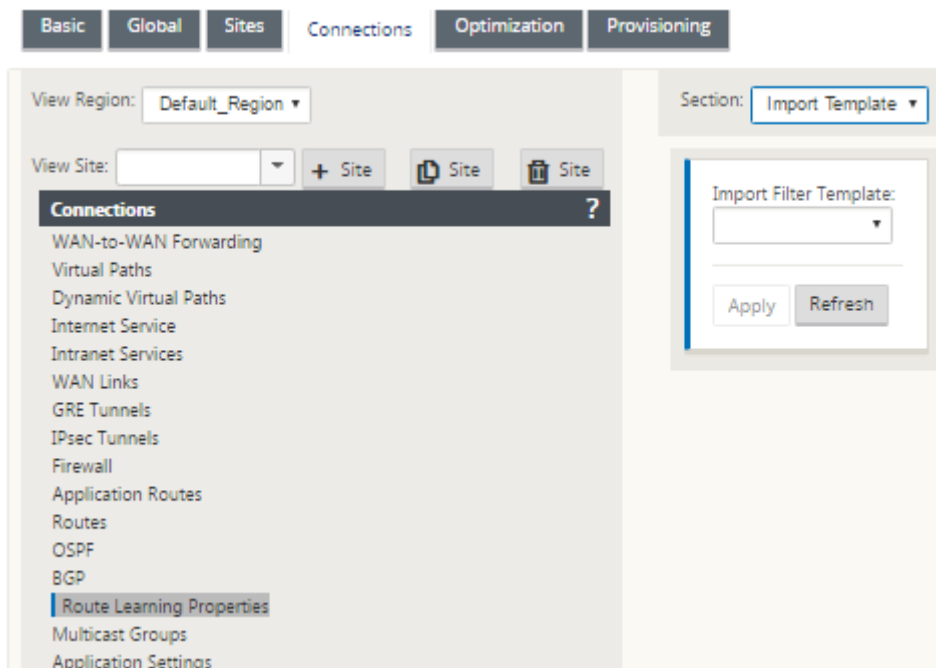 Basic Global Sites Connections Optimization Provisioning
View Region: Default_Region
Section: Import Template
View Site: + Site Site Site
Connections ?
WAN-to-WAN Forwarding
Virtual Paths
Dynamic Virtual Paths
Internet Service
Intranet Services
WAN Links
GRE Tunnels
IPsec Tunnels
Firewall
Application Routes
Routes
OSPF
BGP
Route Learning Properties
Multicast Groups
Application Settings
Import Filter Template:
Apply Refresh